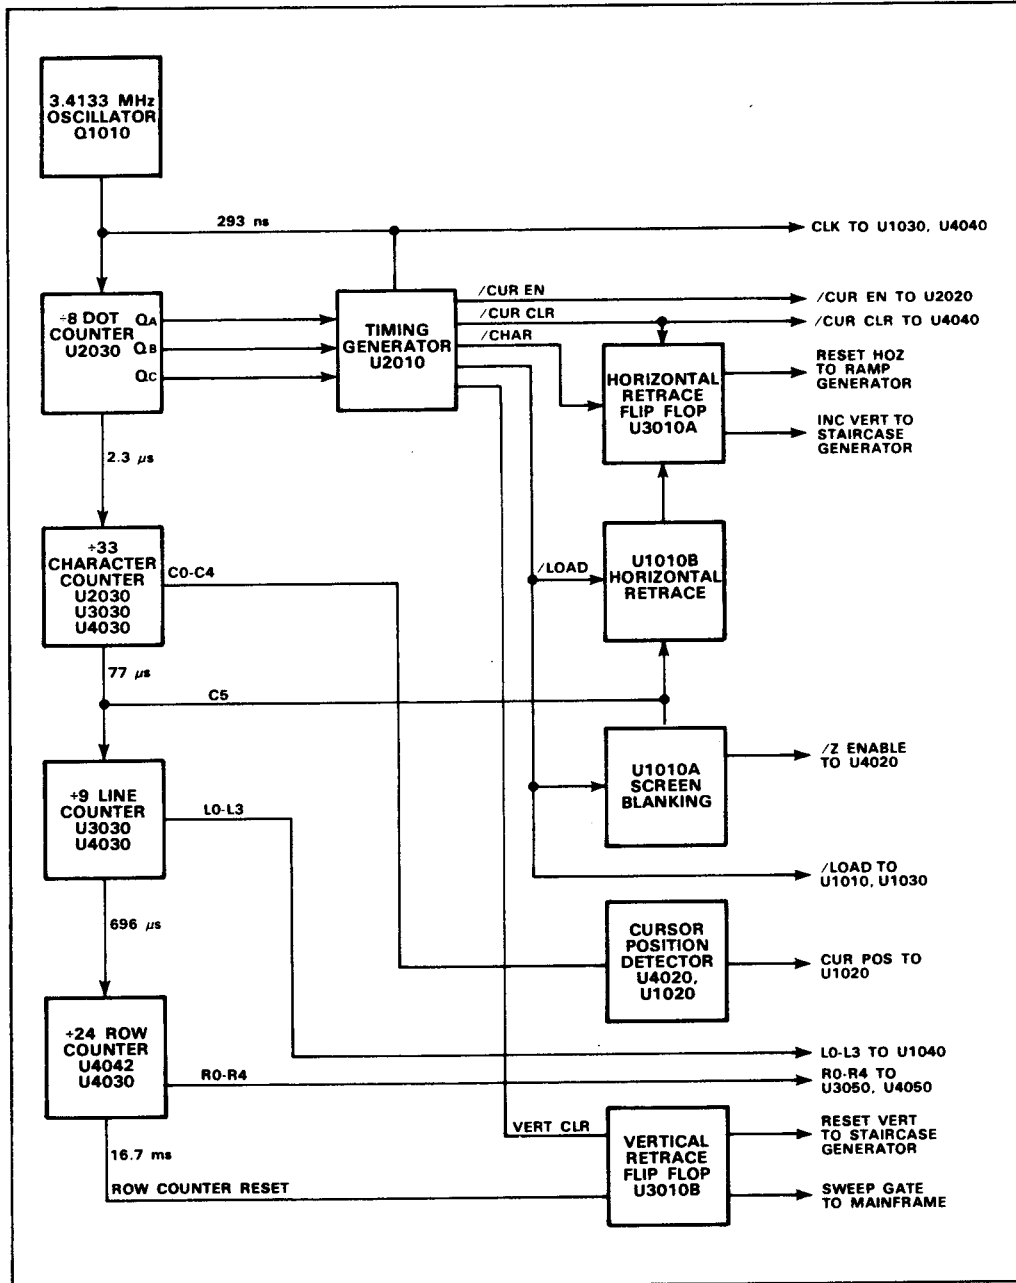 3.4133 MHz
OSCILLATOR
Q1010
293 ns
CLK TO U1030, U4040
÷8 DOT
COUNTER
U2030
QA
QB
QC
TIMING
GENERATOR
U2010
/CUR EN
/CUR CLR
/CHAR
/CUR EN TO U2020
/CUR CLR TO U4040
HORIZONTAL
RETRACE
FLIP FLOP
U3010A
RESET HOZ
TO RAMP
GENERATOR
INC VERT TO
STAIRCASE
GENERATOR
2.3 µs
÷33
CHARACTER
COUNTER
U2030
U3030
U4030
C0-C4
/LOAD
U1010B
HORIZONTAL
RETRACE
77 µs
C5
÷9 LINE
COUNTER
U3030
U4030
L0-L3
U1010A
SCREEN
BLANKING
/Z ENABLE
TO U4020
/LOAD TO
U1010, U1030
696 µs
CURSOR
POSITION
DETECTOR
U4020,
U1020
CUR POS TO
U1020
÷24 ROW
COUNTER
U4042
U4030
R0-R4
L0-L3 TO U1040
R0-R4 TO
U3050, U4050
VERT CLR
VERTICAL
RETRACE
FLIP FLOP
U3010B
RESET VERT
TO STAIRCASE
GENERATOR
16.7 ms
ROW COUNTER RESET
SWEEP GATE
TO MAINFRAME